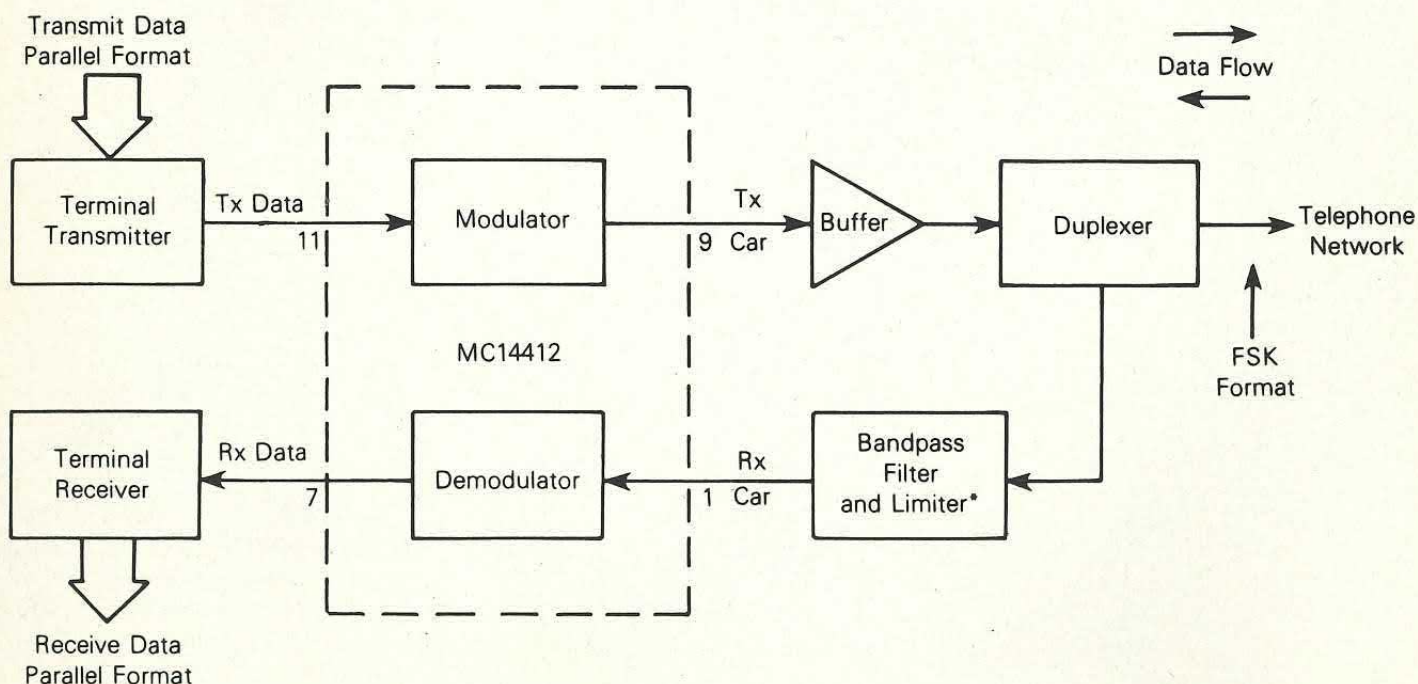 Transmit Data
Parallel Format
Data Flow
Terminal
Transmitter
Tx Data
11
Modulator
Tx
9 Car
Buffer
Duplexer
Telephone
Network
MC14412
FSK
Format
Terminal
Receiver
Rx Data
7
Demodulator
Rx
1 Car
Bandpass
Filter
and Limiter*
Receive Data
Parallel Format